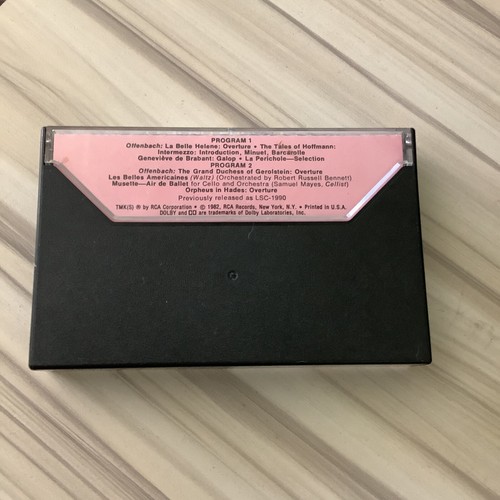 PROGRAM 1
Offenbach: La Belle Helene: Overture • The Tales of Hoffmann:
Intermezzo: Introduction, Minuet, Barcarolle
Geneviève de Brabant: Galop • La Perichole—Selection
PROGRAM 2
Offenbach: The Grand Duchess of Gerolstein: Overture
Les Belles Americaines (Waltz) (Orchestrated by Robert Russell Bennett)
Musette—Air de Ballet for Cello and Orchestra (Samuel Mayes, Cellist)
Orpheus in Hades: Overture
Previously released as LSC-1990
TMK(S) ® by RCA Corporation • © 1982, RCA Records, New York, N.Y. • Printed in U.S.A.
DOLBY and are trademarks of Dolby Laboratories, Inc.